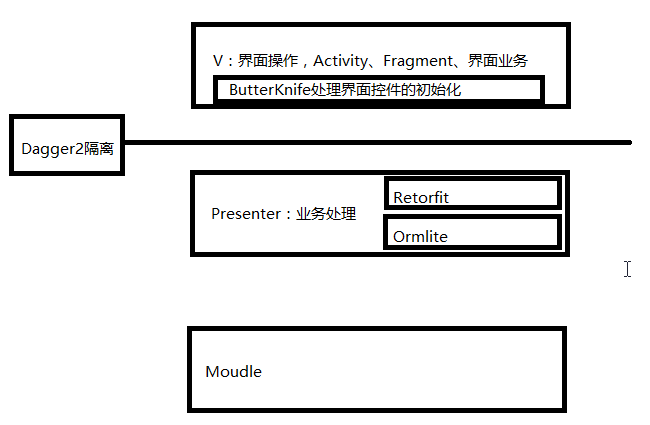 V：界面操作，Activity、Fragment、界面业务
ButterKnife处理界面控件的初始化
Dagger2隔离
Presenter：业务处理
Retorfit
Ormlite
Moudle